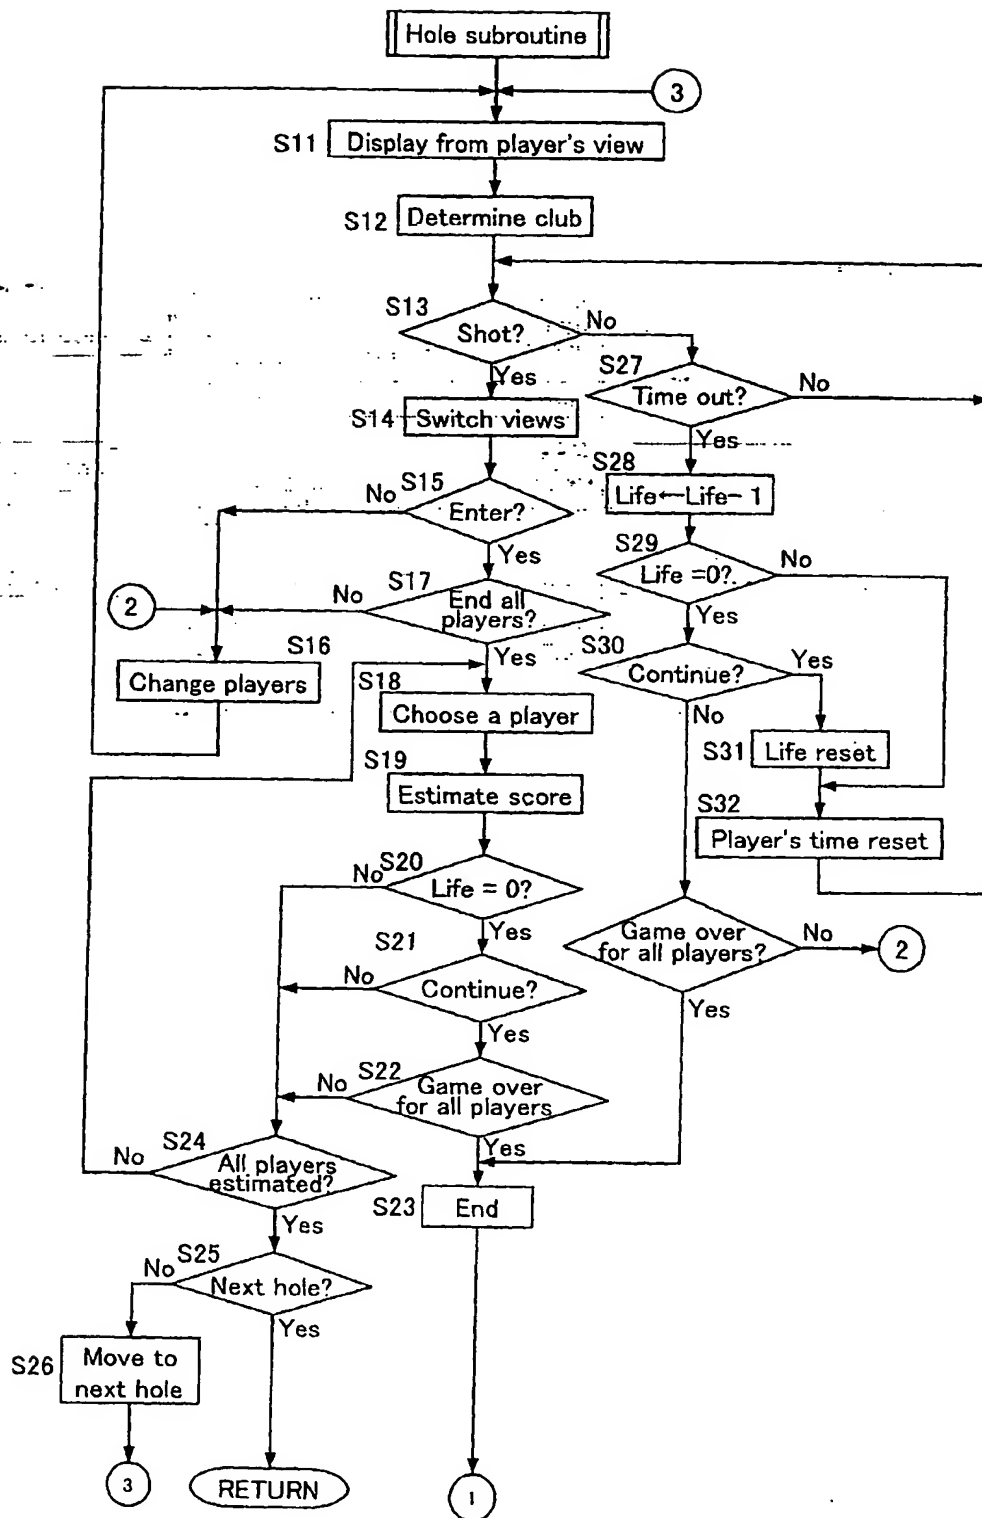 Hole subroutine
3
S11
Display from player's view
S12
Determine club
S13
Shot?
No
Yes
S27
Time out?
No
Yes
S14
Switch views
S28
Life←Life- 1
S15
No
Enter?
Yes
S29
Life =0?
No
Yes
2
No
S17
End all
players?
Yes
S30
Continue?
Yes
No
S16
Change players
S18
Choose a player
S31
Life reset
S19
Estimate score
S32
Player's time reset
S20
No
Life = 0?
Yes
Game over
for all players?
No
2
Yes
S21
No
Continue?
Yes
S22
No
Game over
for all players
Yes
S24
No
All players
estimated?
Yes
S23
End
S25
No
Next hole?
Yes
S26
Move to
next hole
3
RETURN
1